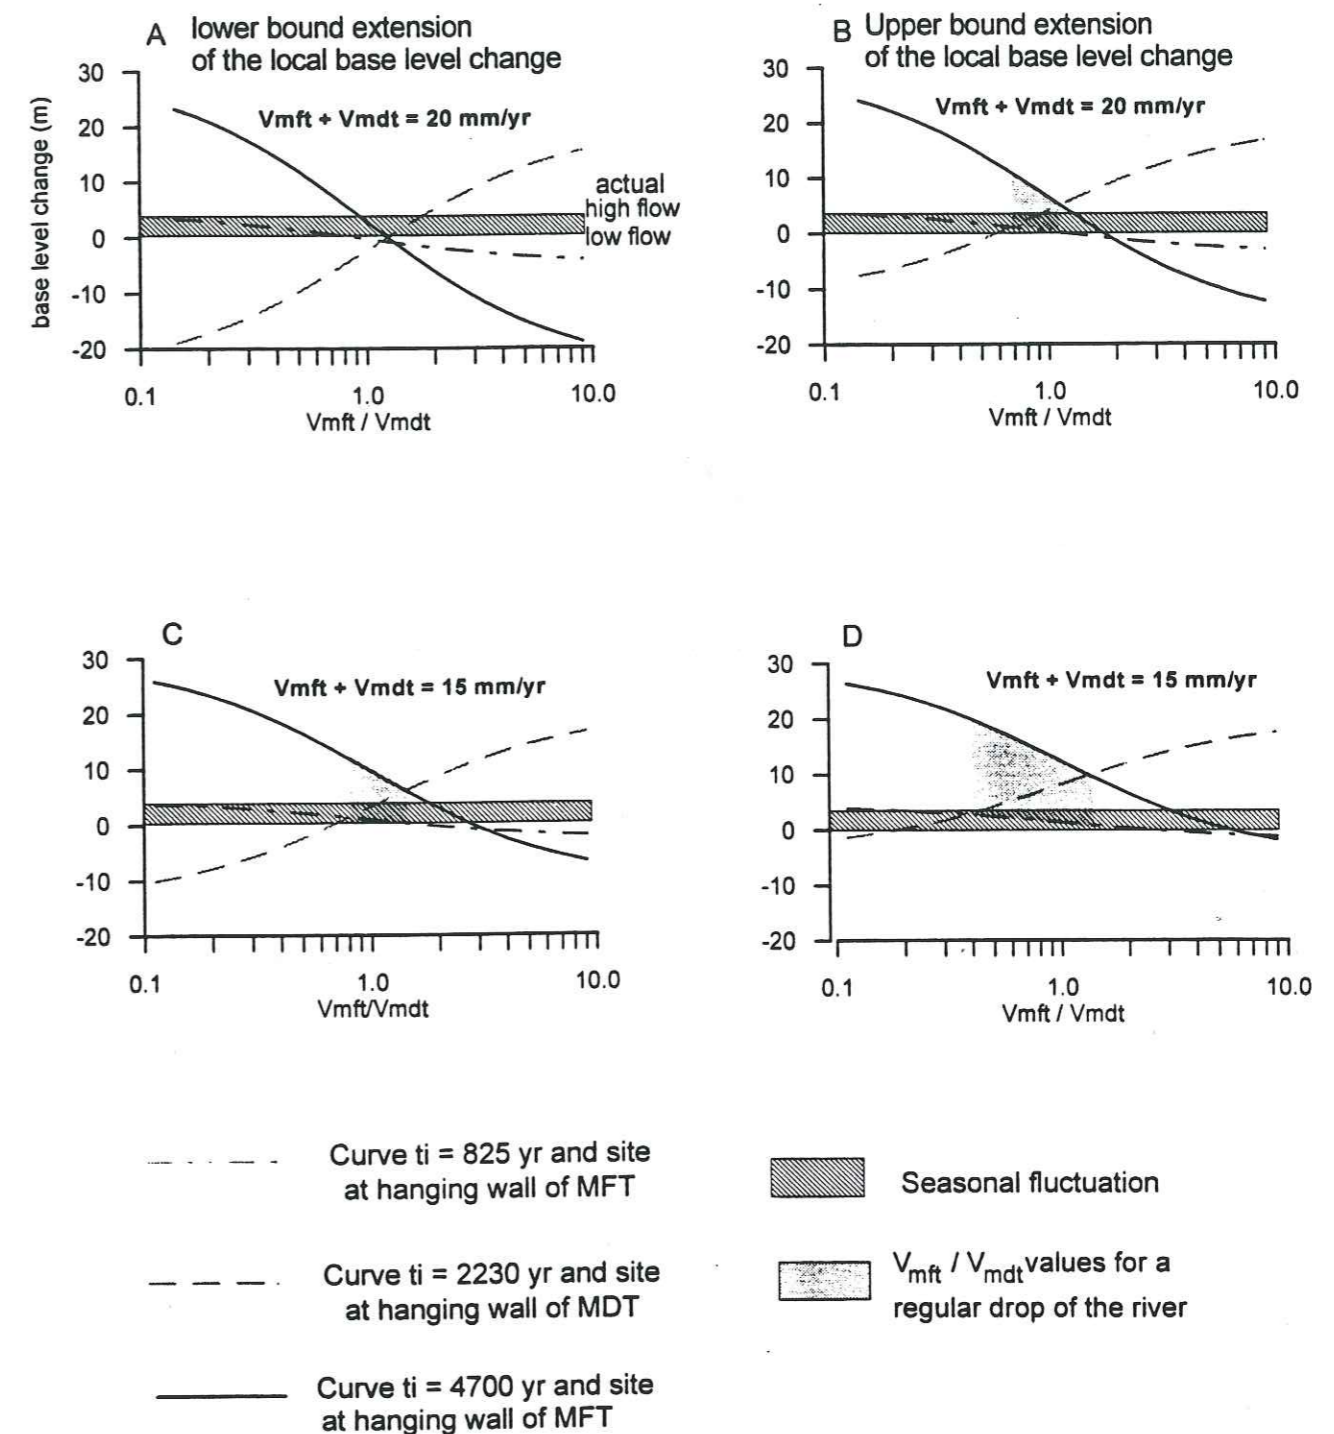 A lower bound extension
of the local base level change
30
20
10
0
-10
-20
base level change (m)
Vmft + Vmdt = 20 mm/yr
actual
high flow
low flow
0.1 1.0 10.0
Vmft / Vmdt
B Upper bound extension
of the local base level change
30
20
10
0
-10
-20
Vmft + Vmdt = 20 mm/yr
0.1 1.0 10.0
Vmft / Vmdt
C
30
20
10
0
-10
-20
Vmft + Vmdt = 15 mm/yr
0.1 1.0 10.0
Vmft/Vmdt
D
30
20
10
0
-10
-20
Vmft + Vmdt = 15 mm/yr
0.1 1.0 10.0
Vmft / Vmdt
Curve ti = 825 yr and site
at hanging wall of MFT
Curve ti = 2230 yr and site
at hanging wall of MDT
Curve ti = 4700 yr and site
at hanging wall of MFT
Seasonal fluctuation
Vmft / Vmdt values for a
regular drop of the river